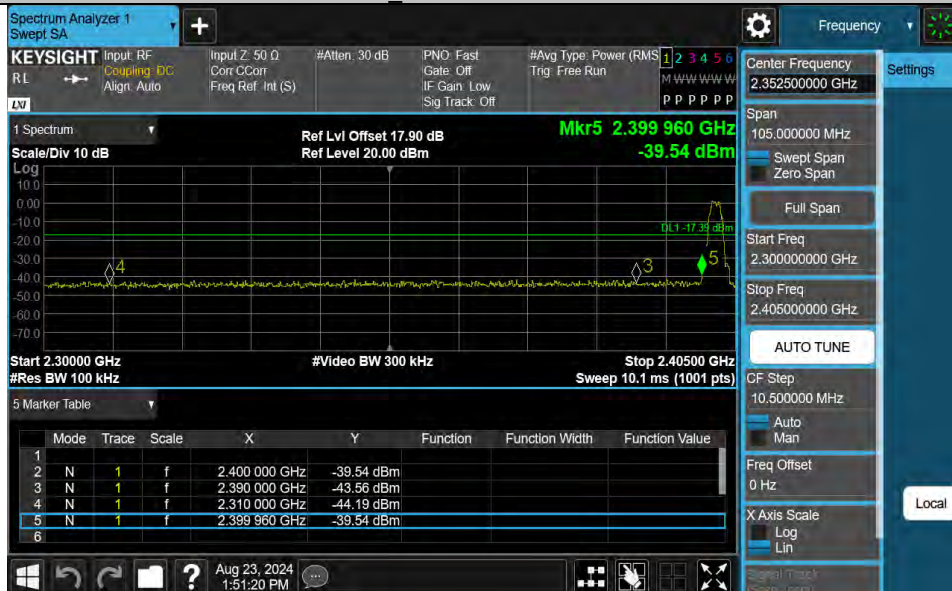 Spectrum Analyzer 1
Swept SA
+
Frequency
KEYSIGHT
RL
LXI
Input: RF
Coupling: DC
Align: Auto
Input Z: 50 Ω
Corr CCorr
Freq Ref: Int (S)
#Atten: 30 dB
PNO: Fast
Gate: Off
IF Gain: Low
Sig Track: Off
#Avg Type: Power (RMS
Trig: Free Run
1 2 3 4 5 6
M W W W W W
P P P P P P
1 Spectrum
Scale/Div 10 dB
Ref Lvl Offset 17.90 dB
Ref Level 20.00 dBm
Mkr5 2.399 960 GHz
-39.54 dBm
Log
10.0
0.00
-10.0
-20.0
-30.0
-40.0
-50.0
-60.0
-70.0
DL1 -17.39 dBm
4
3
5
Start 2.30000 GHz
#Res BW 100 kHz
#Video BW 300 kHz
Stop 2.40500 GHz
Sweep 10.1 ms (1001 pts)
5 Marker Table
Mode Trace Scale X Y Function Function Width Function Value
1
2 N 1 f 2.400 000 GHz -39.54 dBm
3 N 1 f 2.390 000 GHz -43.56 dBm
4 N 1 f 2.310 000 GHz -44.19 dBm
5 N 1 f 2.399 960 GHz -39.54 dBm
6
?
Aug 23, 2024
1:51:20 PM
Center Frequency
2.352500000 GHz
Span
105.000000 MHz
Swept Span
Zero Span
Full Span
Start Freq
2.300000000 GHz
Stop Freq
2.405000000 GHz
AUTO TUNE
CF Step
10.500000 MHz
Auto
Man
Freq Offset
0 Hz
X Axis Scale
Log
Lin
Signal Track
Settings
Local